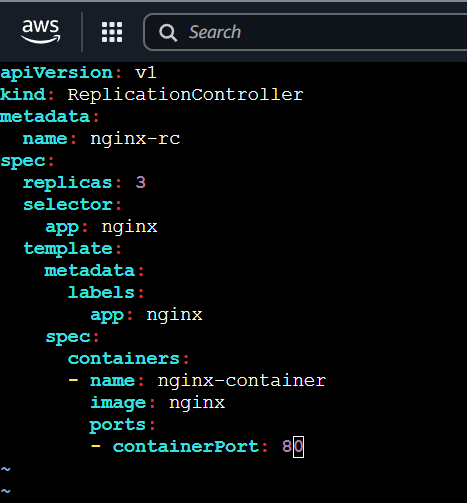 aws
Search
apiVersion: v1
kind: ReplicationController
metadata:
  name: nginx-rc
spec:
  replicas: 3
  selector:
    app: nginx
  template:
    metadata:
      labels:
        app: nginx
    spec:
      containers:
      - name: nginx-container
        image: nginx
        ports:
        - containerPort: 80
~
~